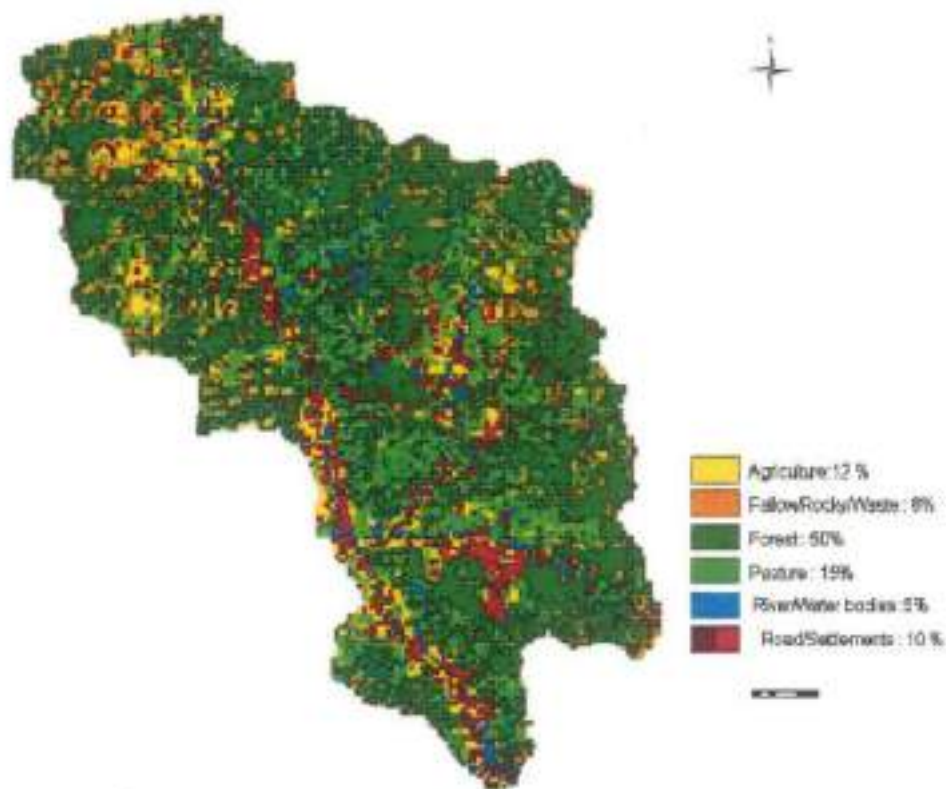 Agriculture:12 %
Fallow/Rocky/Waste : 8%
Forest : 50%
Pasture : 15%
River/Water bodies: 5%
Road/Settlements : 10 %